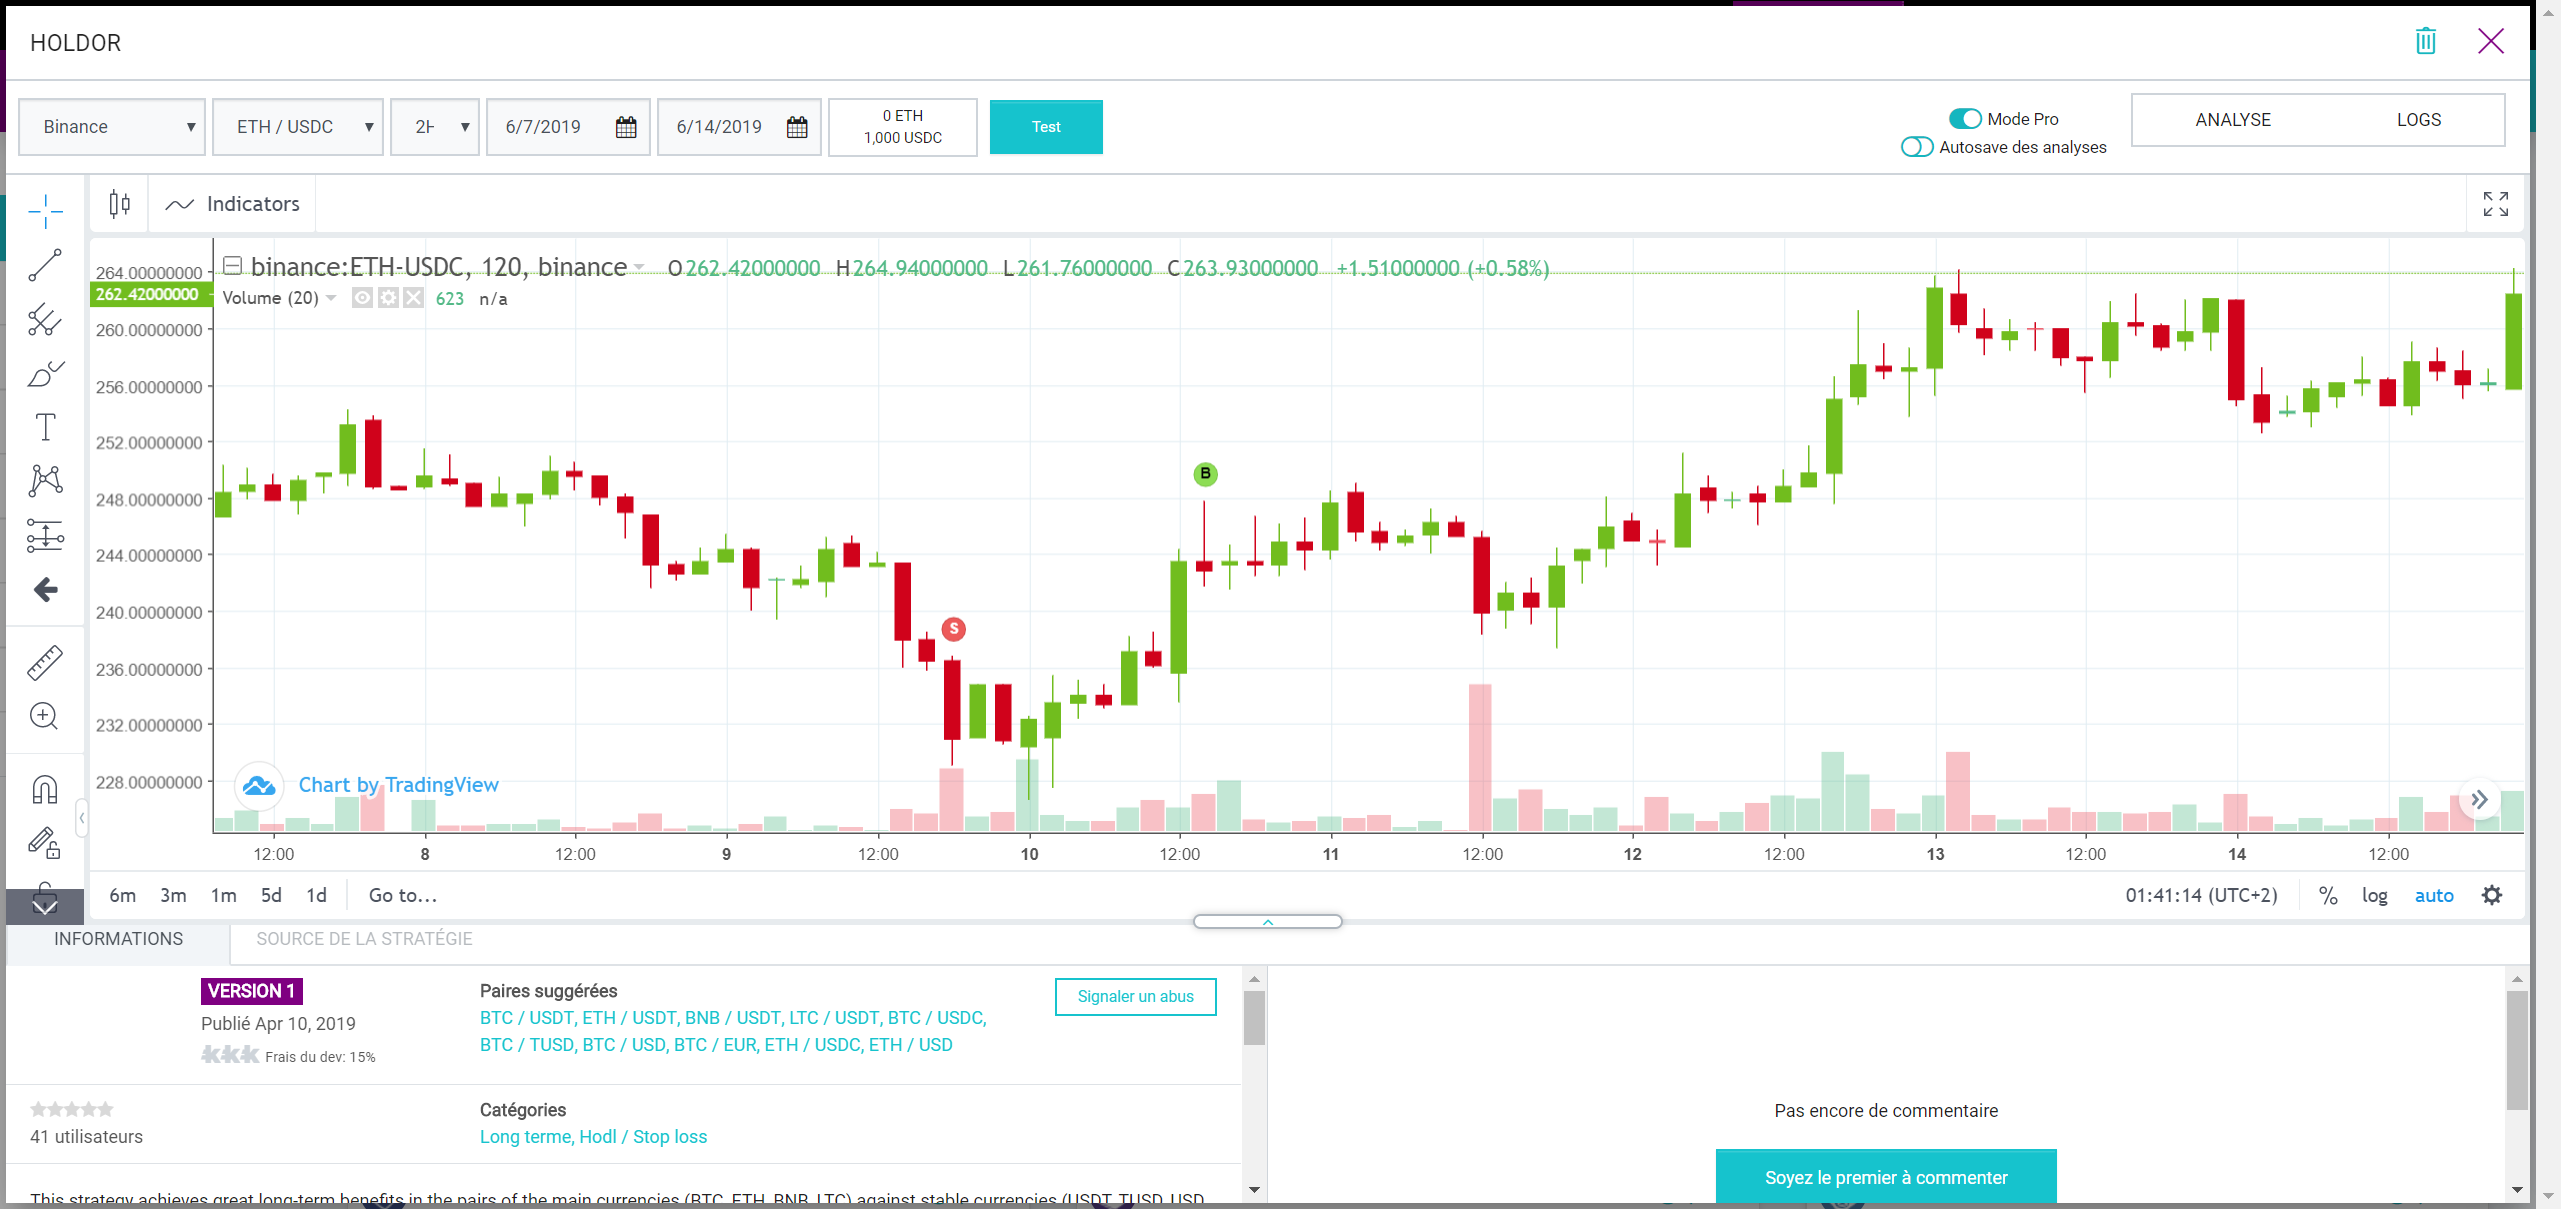 HOLDOR
Binance
ETH / USDC
2H
6/7/2019
6/14/2019
0 ETH
1,000 USDC
Test
Mode Pro
Autosave des analyses
ANALYSE
LOGS
Indicators
binance:ETH-USDC, 120, binance O262.42000000 H264.94000000 L261.76000000 C263.93000000 +1.51000000 (+0.58%)
Volume (20) 623 n/a
264.00000000
262.42000000
260.00000000
256.00000000
252.00000000
248.00000000
244.00000000
240.00000000
236.00000000
232.00000000
228.00000000
B
S
Chart by TradingView
12:00 8 12:00 9 12:00 10 12:00 11 12:00 12 12:00 13 12:00 14 12:00
6m 3m 1m 5d 1d Go to...
01:41:14 (UTC+2) % log auto
INFORMATIONS
SOURCE DE LA STRATÉGIE
VERSION 1
Publié Apr 10, 2019
Frais du dev: 15%
Paires suggérées
BTC / USDT, ETH / USDT, BNB / USDT, LTC / USDT, BTC / USDC,
BTC / TUSD, BTC / USD, BTC / EUR, ETH / USDC, ETH / USD
Signaler un abus
41 utilisateurs
Catégories
Long terme, Hodl / Stop loss
Pas encore de commentaire
Soyez le premier à commenter
This strategy achieves great long-term benefits in the pairs of the main currencies (BTC, ETH, BNB, LTC) against stable currencies (USDT, TUSD, USD,